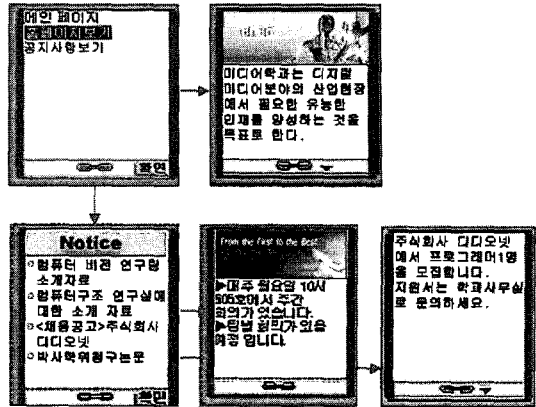 메인 페이지
홈페이지보기
공지사항보기
확인
미디어학과는 디지털
미디어분야의 산업현장
에서 필요한 유능한
인재를 양성하는 것을
목표로 한다.
Notice
컴퓨터 비전 연구팀
소개자료
컴퓨터구조 연구실에
대한 소개 자료
<채용공고>주식회사
디디오넷
박사학위청구논문
확인
From the First to the Best
▶매주 월요일 10시
505호에서 주간
회의가 있습니다.
▶팀별 회의가 있을
예정 입니다.
주식회사 디디오넷
에서 프로그래머1명
을 모집합니다.
지원서는 학과사무실
로 문의하세요.